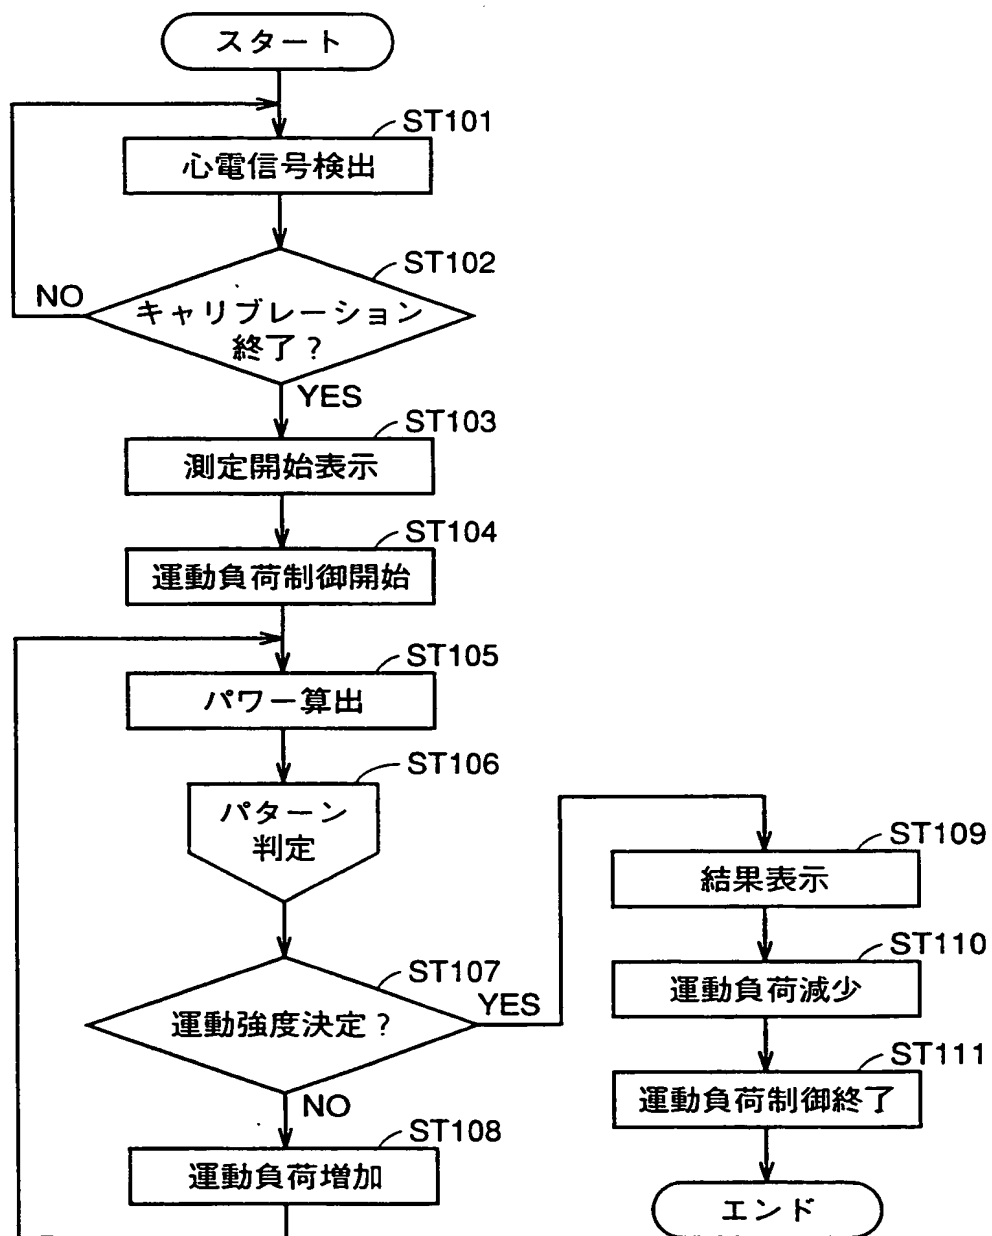 スタート
ST101
心電信号検出
ST102
NO
キャリブレーション
終了?
YES
ST103
測定開始表示
ST104
運動負荷制御開始
ST105
パワー算出
ST106
パターン
判定
ST107
運動強度決定?
YES
NO
ST108
運動負荷増加
ST109
結果表示
ST110
運動負荷減少
ST111
運動負荷制御終了
エンド